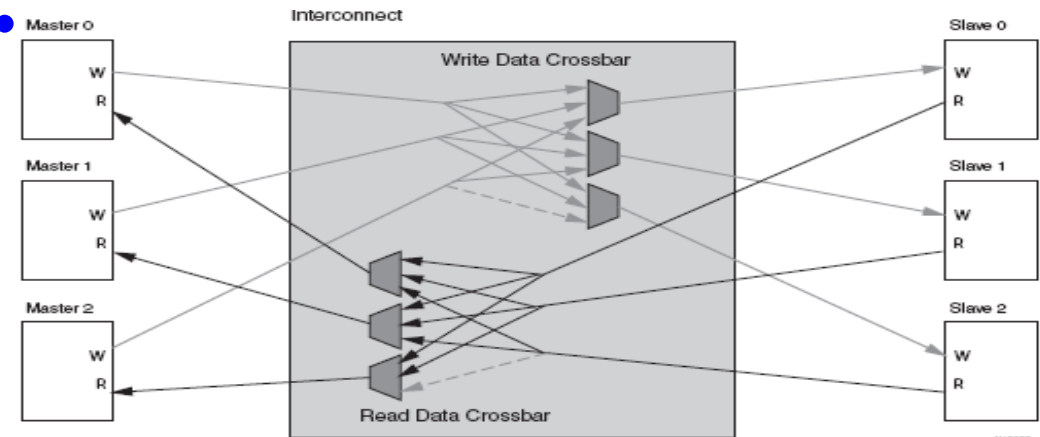 Interconnect
Master 0
Slave 0
Write Data Crossbar
W
W
R
R
Master 1
Slave 1
W
W
R
R
Master 2
Slave 2
W
W
R
R
Read Data Crossbar